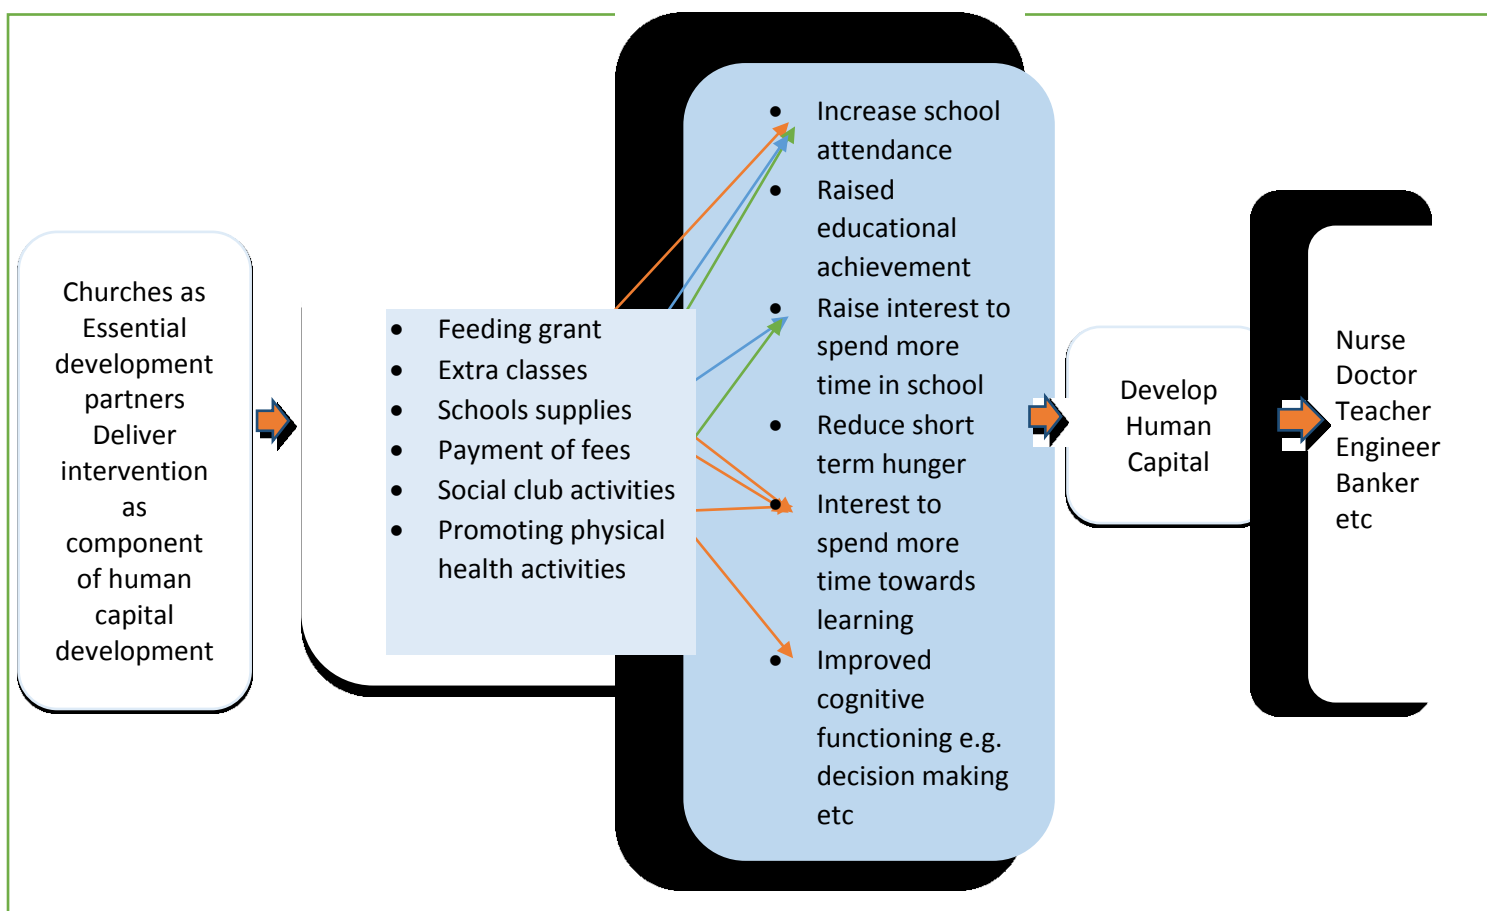 Churches as
Essential
development
partners
Deliver
intervention
as
component
of human
capital
development
• Feeding grant
• Extra classes
• Schools supplies
• Payment of fees
• Social club activities
• Promoting physical
health activities
• Increase school
attendance
• Raised
educational
achievement
• Raise interest to
spend more
time in school
• Reduce short
term hunger
• Interest to
spend more
time towards
learning
• Improved
cognitive
functioning e.g.
decision making
etc
Develop
Human
Capital
Nurse
Doctor
Teacher
Engineer
Banker
etc